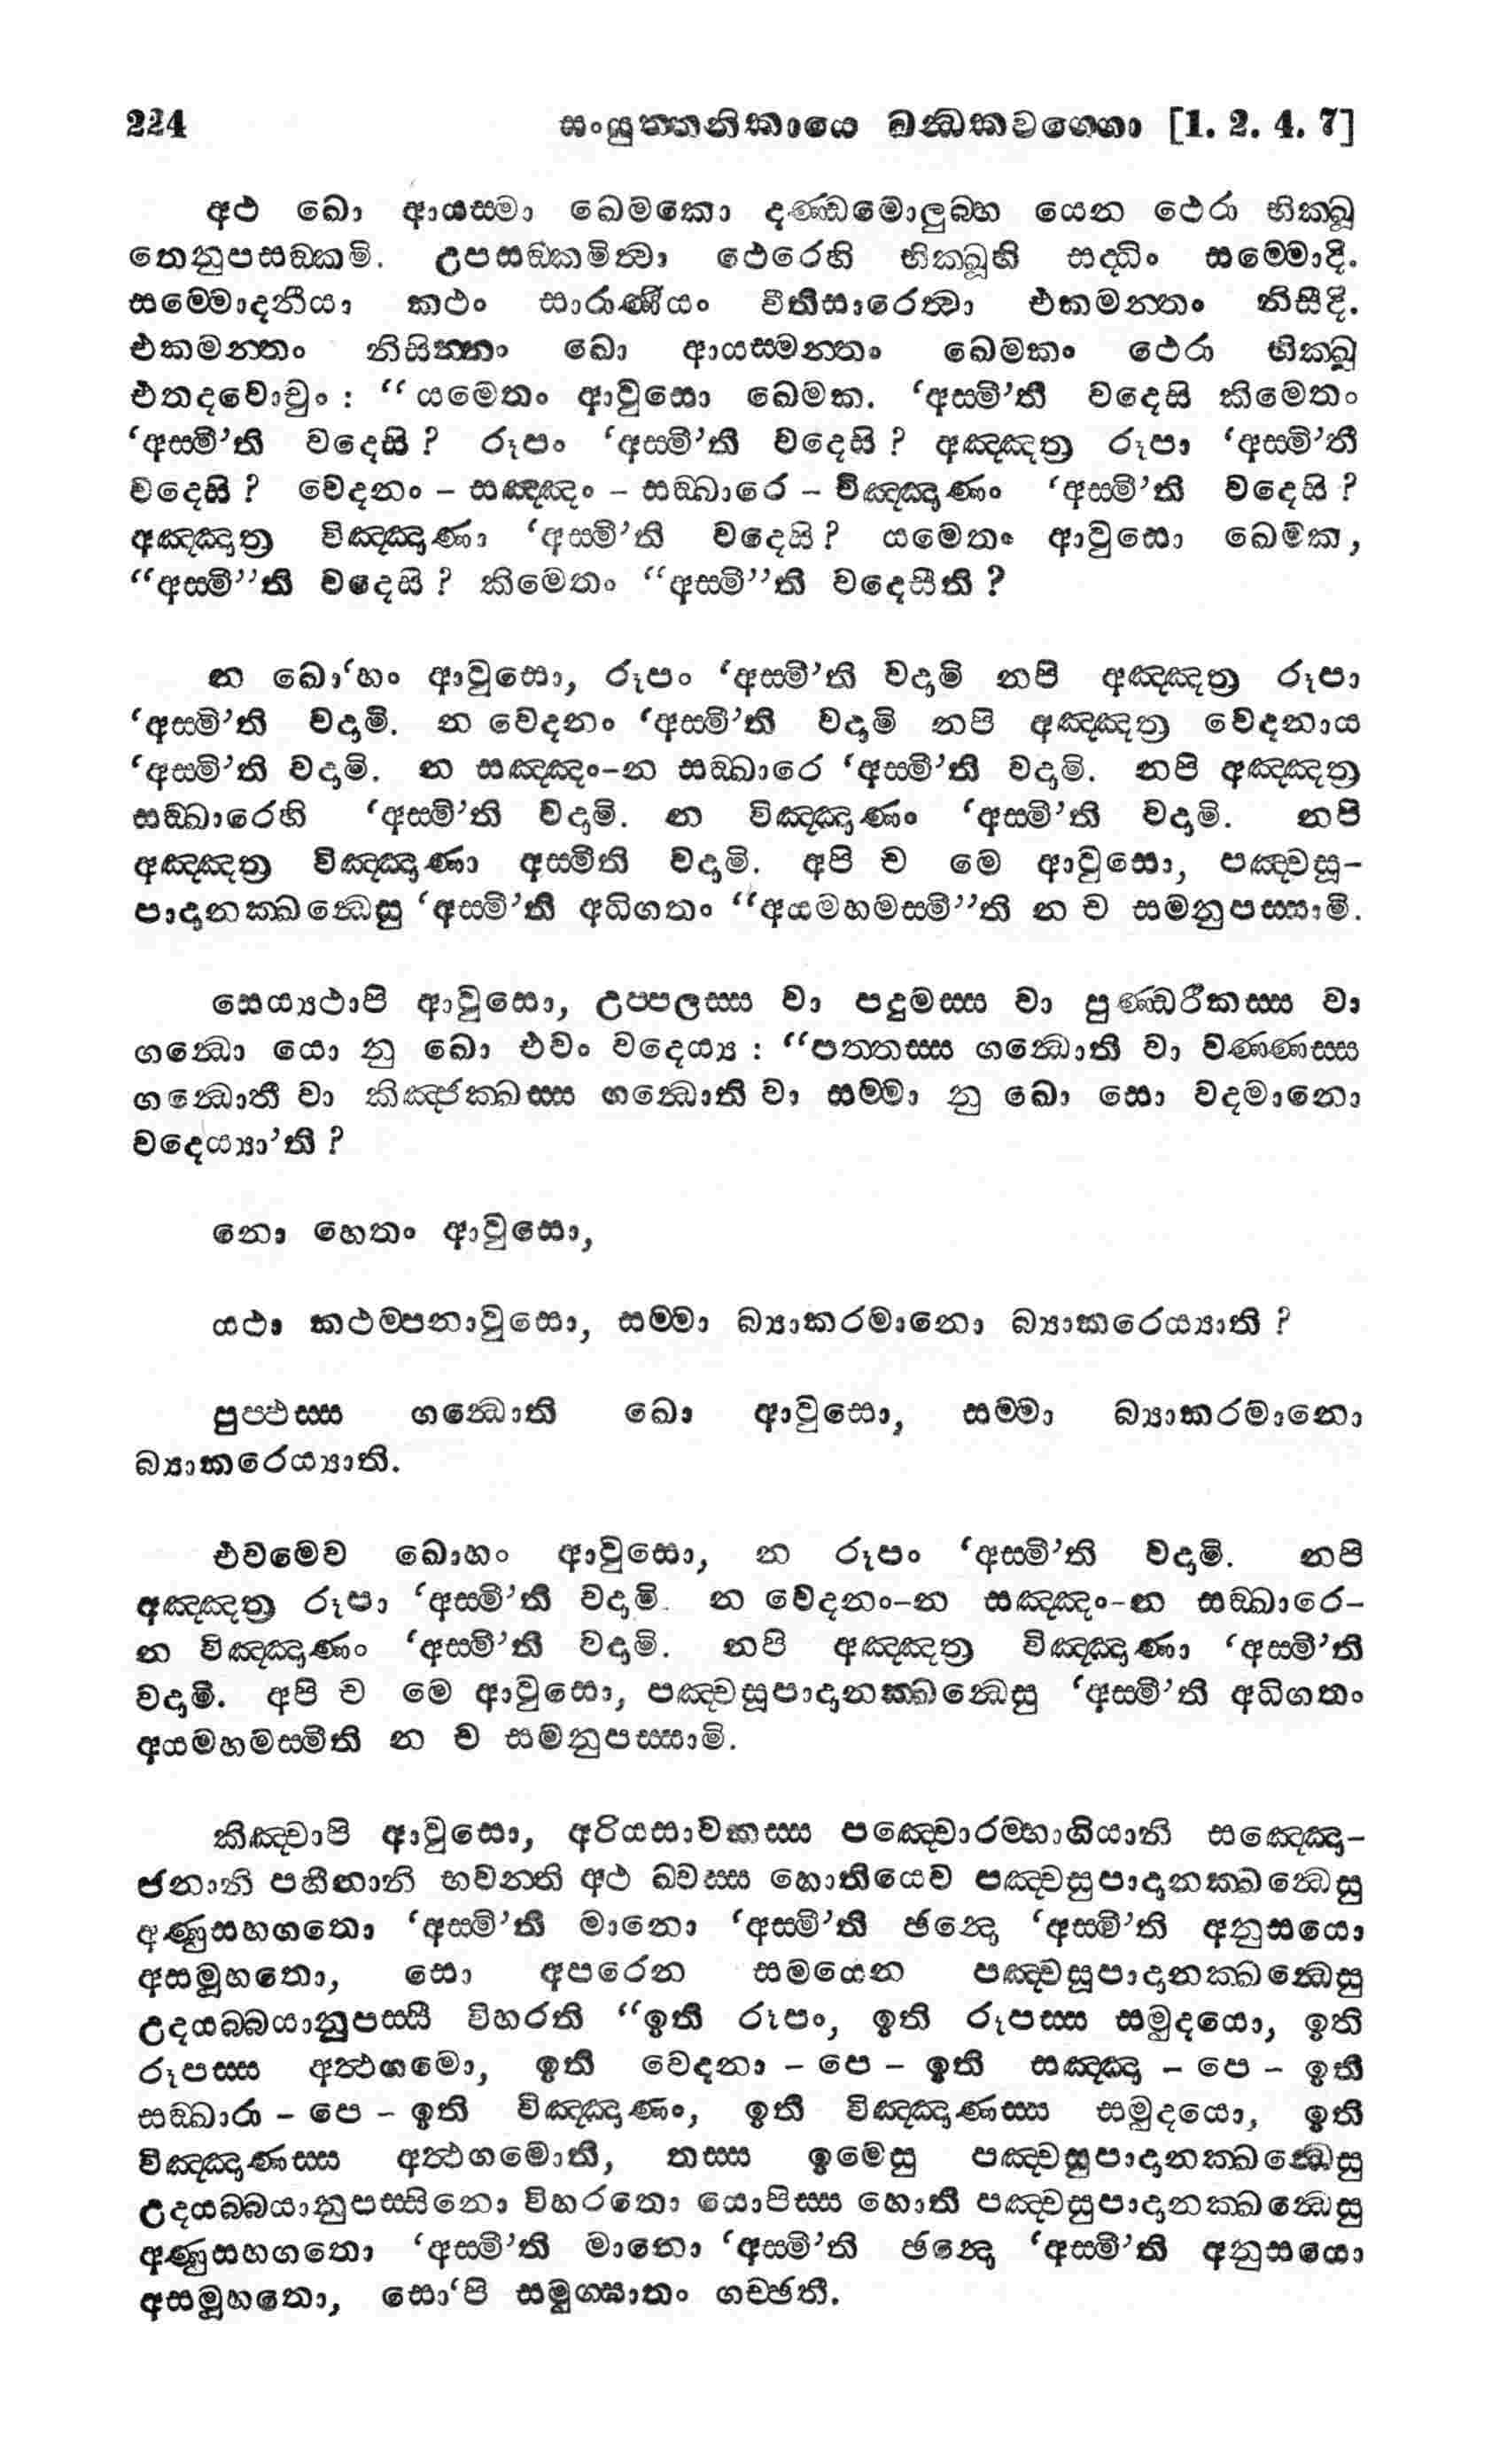 224 සංයුත්තනිකායෙ ඛන්ධකවග්ගො [1. 2. 4. 7]
අථ ඛො ආයස්මා ඛෙමකො දණ්ඩමොලුබ්භ යෙන ථෙරා භික්ඛූ
තෙනුපසඞ්කමි. උපසඞ්කමිත්වා ථෙරෙහි භික්ඛූහි සද්ධිං සම්මොදි.
සම්මොදනීයා කථං සාරාණීයං වීතිසාරෙත්වා එකමන්තං නිසීදි.
එකමන්තං නිසින්නං ඛො ආයස්මන්තං ඛෙමකං ථෙරා භික්ඛූ
එතදවොචුං : “යමෙතං ආවුසො ඛෙමක. ‘අස්මී’ති වදෙසි කිමෙතං
‘අස්මී’ති වදෙසි ? රූපං ‘අස්මී’ති වදෙසි ? අඤ්ඤත්‍ර රූපා ‘අස්මී’ති
වදෙසි ? වෙදනං – සඤ්ඤං – සඞ්ඛාරෙ – විඤ්ඤාණං ‘අස්මී’ති වදෙසි ?
අඤ්ඤාත්‍ර විඤ්ඤාණා ‘අස්මී’ති වදෙසි? යමෙතං ආවුසො ඛෙමක,
“අස්මී”ති වදෙසි ? කිමෙතං “අස්මී”ති වදෙසීති ?
න ඛො‘හං ආවුසො, රූපං ‘අස්මී’ති වදාමි නපි අඤ්ඤත්‍ර රූපා
‘අස්මී’ති වදාමි. න වෙදනං ‘අස්මී’ති වදාමි නපි අඤ්ඤත්‍ර වෙදනාය
‘අස්මී’ති වදාමි. න සඤ්ඤං-න සඞ්ඛාරෙ ‘අස්මී’ති වදාමි. නපි අඤ්ඤත්‍ර
සඞ්ඛාරෙහි ‘අස්මී’ති වදාමි. න විඤ්ඤාණං ‘අස්මී’ති වදාමි. නපි
අඤ්ඤත්‍ර විඤ්ඤාණා අස්මීති වදාමි. අපි ච මෙ ආවුසො, පඤ්චසූ-
පාදානක්ඛන්ධෙසු ‘අස්මී’ති අධිගතං “අයමහමස්මී”ති න ච සමනුපස්සාමි.
සෙය්‍යථාපි ආවුසො, උප්පලස්ස වා පදුමස්ස වා පුණ්ඩරීකස්ස වා
ගන්ධො යො නු ඛො එවං වදෙය්‍ය : “පත්තස්ස ගන්ධොති වා වණ්ණස්ස
ගන්ධොති වා කිඤ්ජක්ඛස්ස ගන්ධොති වා සම්මා නු ඛො සො වදමානො
වදෙය්‍යා’ති ?
නො හෙතං ආවුසො,
යථා කථම්පනාවුසො, සම්මා බ්‍යාකරමානො බ්‍යාකරෙය්‍යාති ?
පුප්ඵස්ස ගන්ධොති ඛො ආවුසො, සම්මා බ්‍යාකරමානො
බ්‍යාකරෙය්‍යාති.
එවමෙව ඛොහං ආවුසො, න රූපං ‘අස්මී’ති වදාමි. නපි
අඤ්ඤත්‍ර රූපා ‘අස්මී’ති වදාමි. න වෙදනං-න සඤ්ඤං-න සඞ්ඛාරෙ-
න විඤ්ඤාණං ‘අස්මී’ති වදාමි. නපි අඤ්ඤත්‍ර විඤ්ඤාණා ‘අස්මී’ති
වදාමි. අපි ච මෙ ආවුසො, පඤ්චසූපාදානක්ඛන්ධෙසු ‘අස්මී’ති අධිගතං
අයමහමස්මීති න ච සමනුපස්සාමි.
කිඤ්චාපි ආවුසො, අරියසාවකස්ස පඤ්චොරම්භාගියානි සඤ්ඤො-
ජනානි පහීනානි භවන්ති අථ ඛ්වස්ස හොතියෙව පඤ්චසුපාදානක්ඛන්ධෙසු
අණුසහගතො ‘අස්මී’ති මානො ‘අස්මී’ති ඡන්දො ‘අස්මී’ති අනුසයො
අසමූහතො, සො අපරෙන සමයෙන පඤ්චසූපාදානක්ඛන්ධෙසු
උදයබ්බයානුපස්සී විහරති “ඉති රූපං, ඉති රූපස්ස සමුදයො, ඉති
රූපස්ස අත්ථගමො, ඉති වෙදනා – පෙ – ඉති සඤ්ඤා – පෙ – ඉති
සඞ්ඛාරා – පෙ – ඉති විඤ්ඤාණං, ඉති විඤ්ඤාණස්ස සමුදයො, ඉති
විඤ්ඤාණස්ස අත්ථගමොති, තස්ස ඉමෙසු පඤ්චසුපාදානක්ඛන්ධෙසු
උදයබ්බයානුපස්සිනො විහරතො යොපිස්ස හොති පඤ්චසුපාදානක්ඛන්ධෙසු
අණුසහගතො ‘අස්මී’ති මානො ‘අස්මී’ති ඡන්දො ‘අස්මී’ති අනුසයො
අසමූහතො, සො‘පි සමුග්ඝාතං ගච්ඡති.